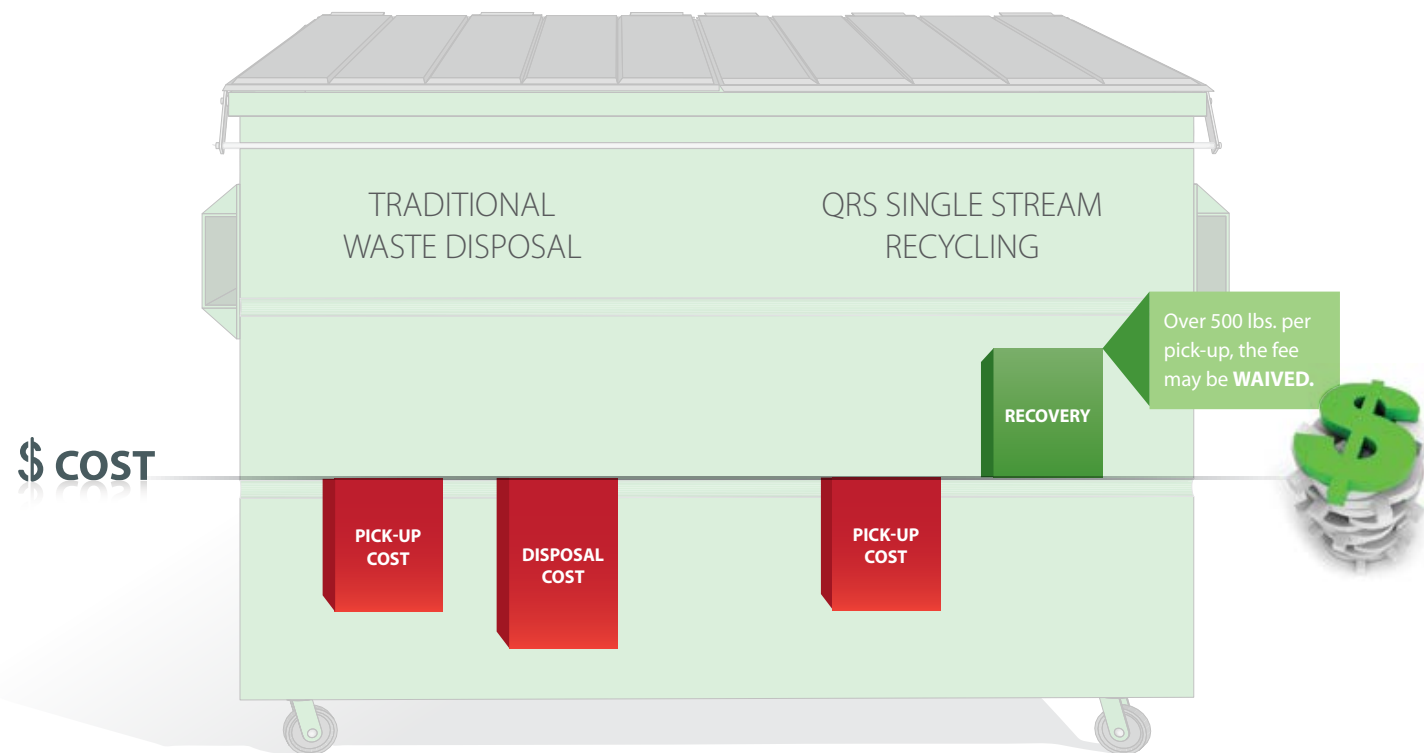 TRADITIONAL
WASTE DISPOSAL
QRS SINGLE STREAM
RECYCLING
Over 500 lbs. per
pick-up, the fee
may be WAIVED.
RECOVERY
$ COST
PICK-UP
COST
DISPOSAL
COST
PICK-UP
COST
$